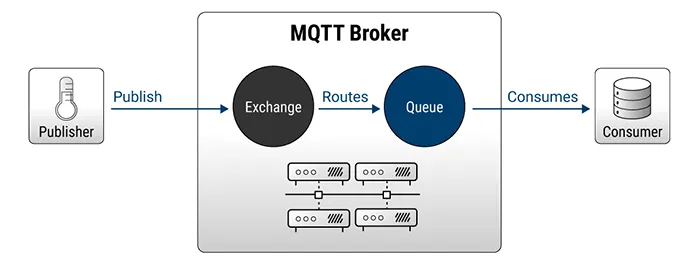 MQTT Broker
Publisher
Publish
Exchange
Routes
Queue
Consumes
Consumer